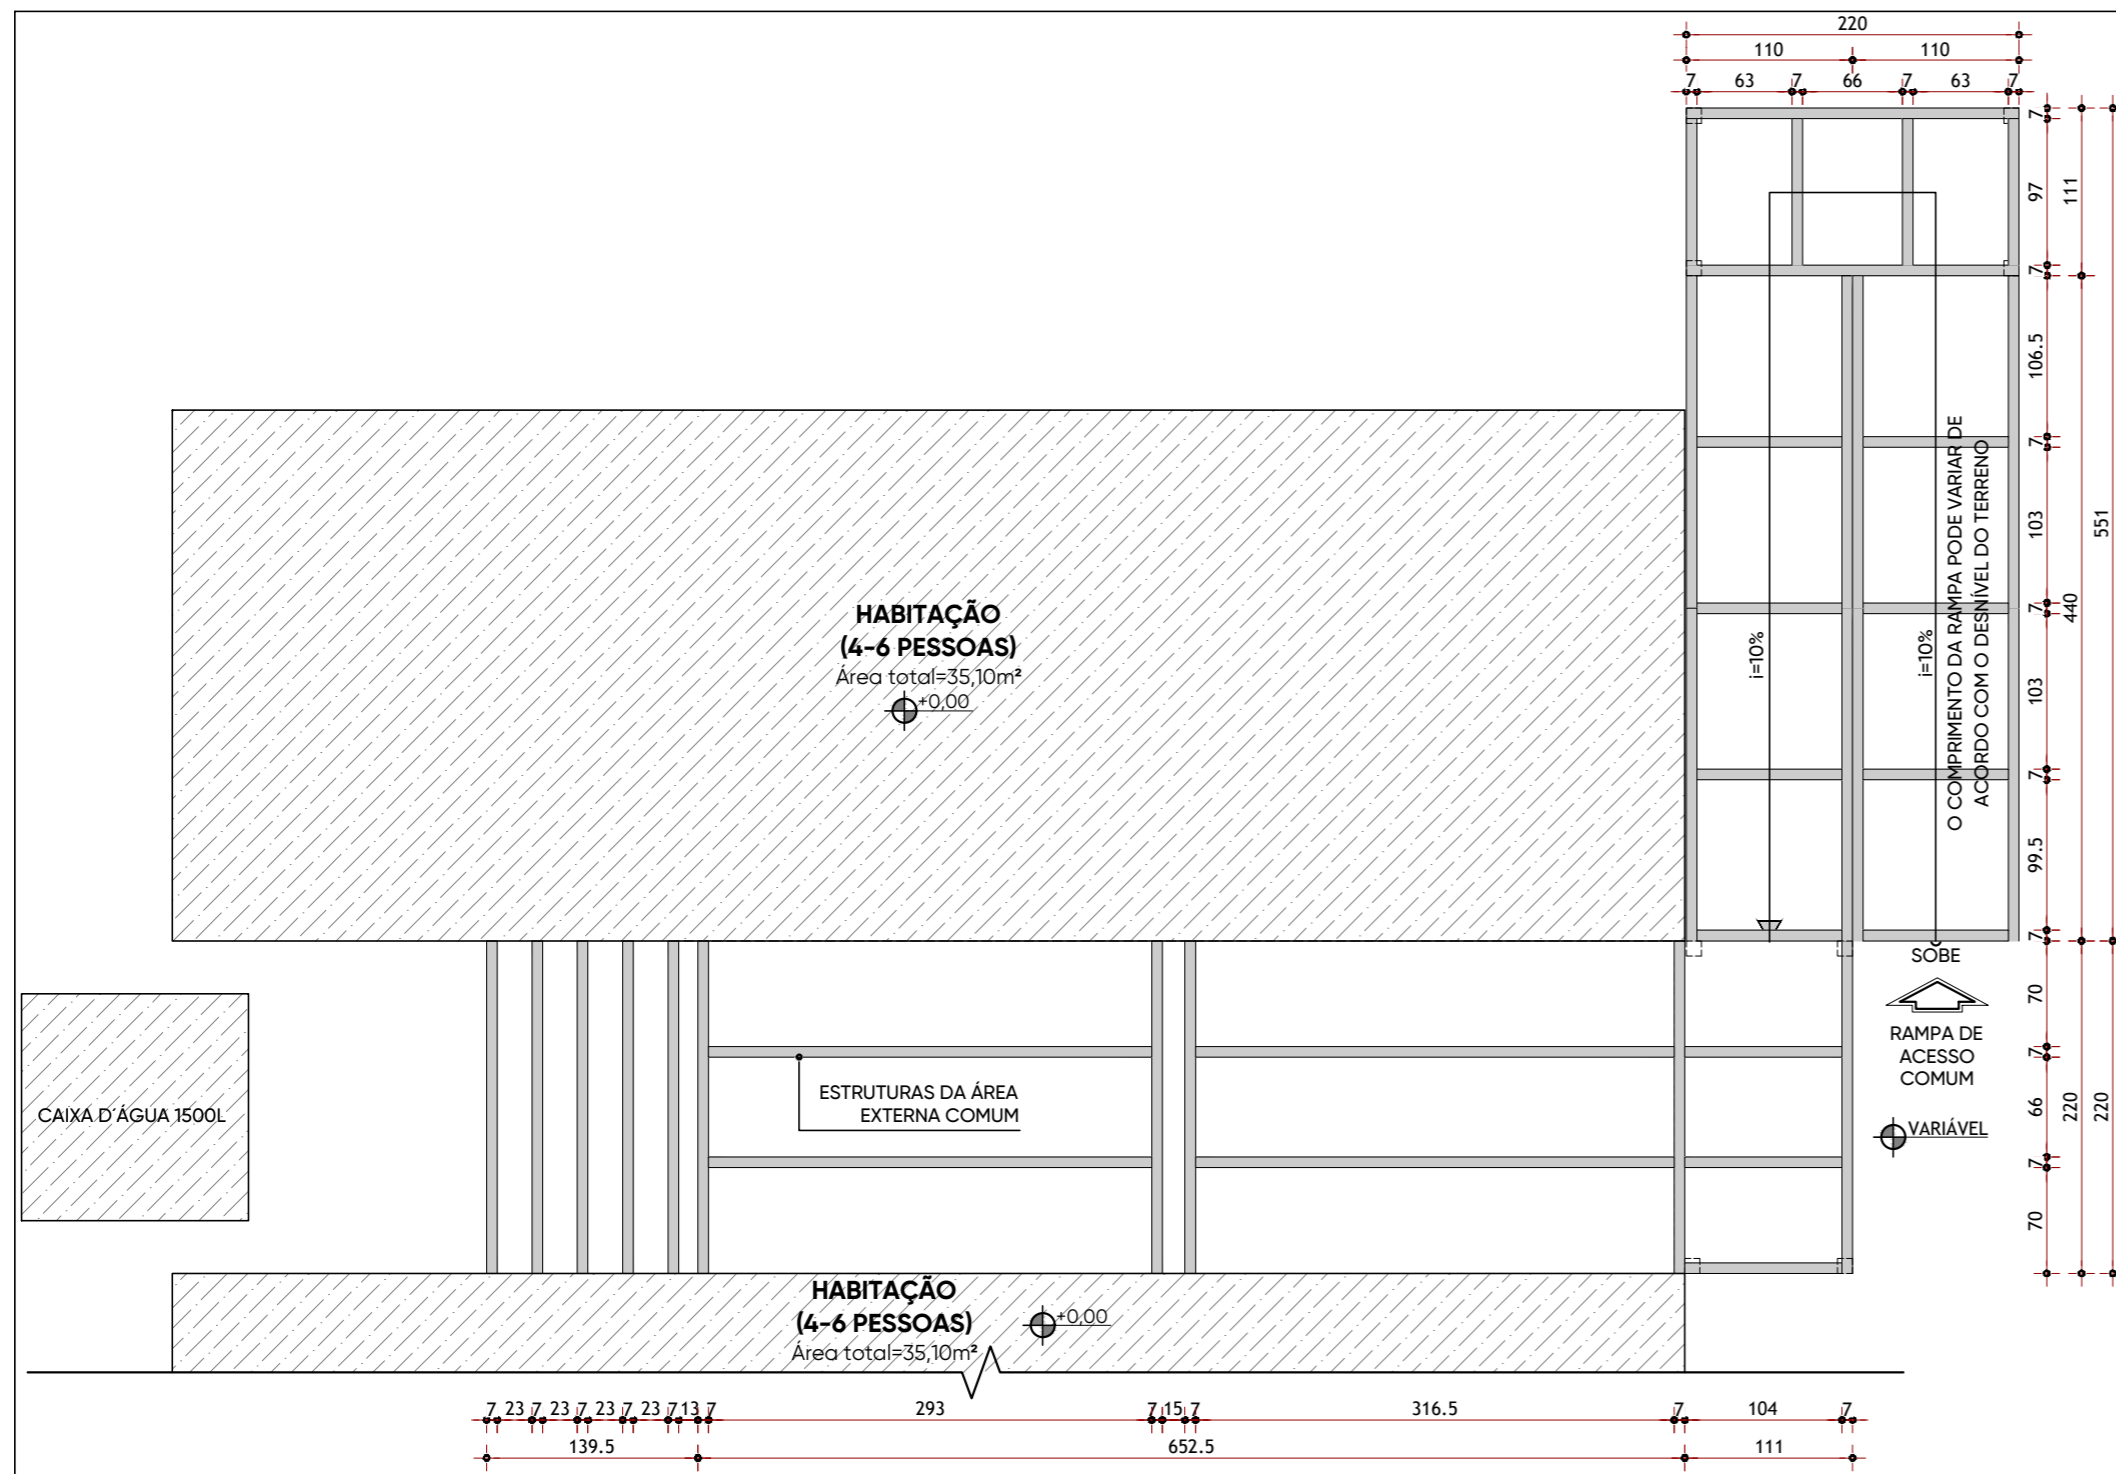 220
110 110
7 63 7 66 7 63 7
7
97
111
7
106.5
7
103
551
7
440
103
7
99.5
7
i=10%
i=10%
O COMPRIMENTO DA RAMPA PODE VARIAR DE
ACORDO COM O DESNÍVEL DO TERRENO
HABITAÇÃO
(4-6 PESSOAS)
Área total=35,10m²
+0,00
SOBE
RAMPA DE
ACESSO
COMUM
VARIÁVEL
70
7
66
220
220
7
70
CAIXA D´ÁGUA 1500L
ESTRUTURAS DA ÁREA
EXTERNA COMUM
HABITAÇÃO
(4-6 PESSOAS)
Área total=35,10m²
+0,00
7 23 7 23 7 23 7 23 7 13 7 293 7 15 7 316.5 7 104 7
139.5 652.5 111